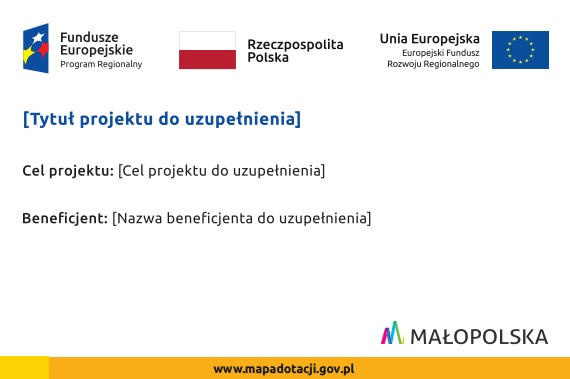 Fundusze
Europejskie
Program Regionalny
Rzeczpospolita
Polska
Unia Europejska
Europejski Fundusz
Rozwoju Regionalnego
[Tytuł projektu do uzupełnienia]
Cel projektu: [Cel projektu do uzupełnienia]
Beneficjent: [Nazwa beneficjenta do uzupełnienia]
MAŁOPOLSKA
www.mapadotacji.gov.pl